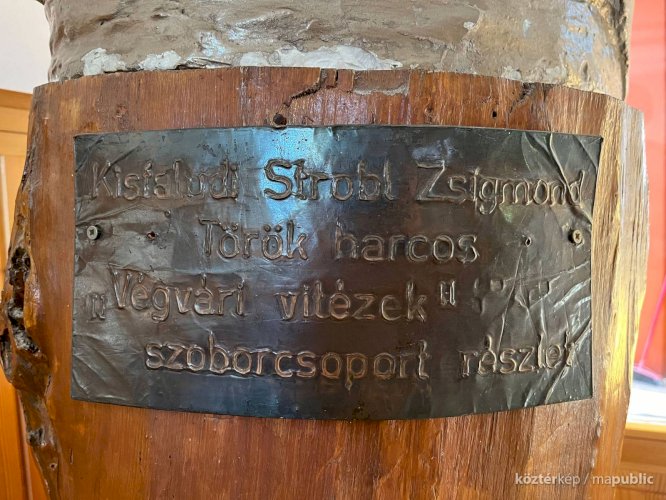 Kisfaludi Strobl Zsigmond
Török harcos
"Végvári vitézek"
szoborcsoport részlet
köztérkép / mapublic